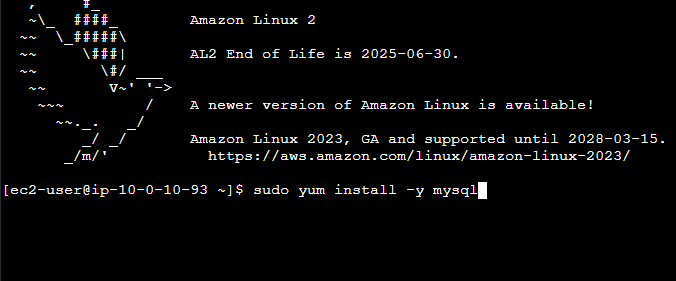 ,     #_
   ~\_  ####_        Amazon Linux 2
  ~~  \_#####\
  ~~     \###|       AL2 End of Life is 2025-06-30.
  ~~       \#/ ___
   ~~       V~' '->
    ~~~         /    A newer version of Amazon Linux is available!
      ~~._.   _/
         _/ _/       Amazon Linux 2023, GA and supported until 2028-03-15.
       _/m/'           https://aws.amazon.com/linux/amazon-linux-2023/
[ec2-user@ip-10-0-10-93 ~]$ sudo yum install -y mysql